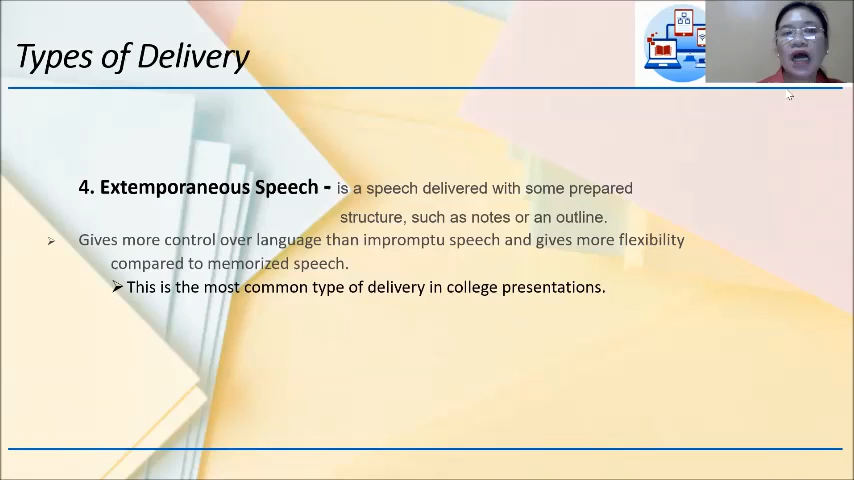 Types of Delivery
4. Extemporaneous Speech - is a speech delivered with some prepared
structure, such as notes or an outline.
Gives more control over language than impromptu speech and gives more flexibility
compared to memorized speech.
This is the most common type of delivery in college presentations.